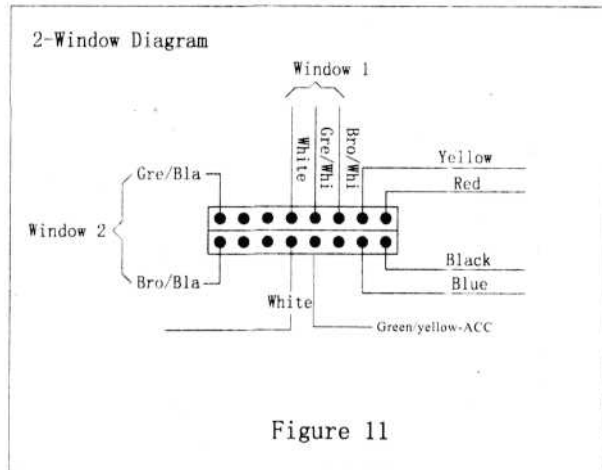 2-Window Diagram
Window 1
White
Gre/Whi
Bro/Whi
Yellow
Red
Gre/Bla
Window 2
Bro/Bla
Black
Blue
White
Green/yellow-ACC
Figure 11